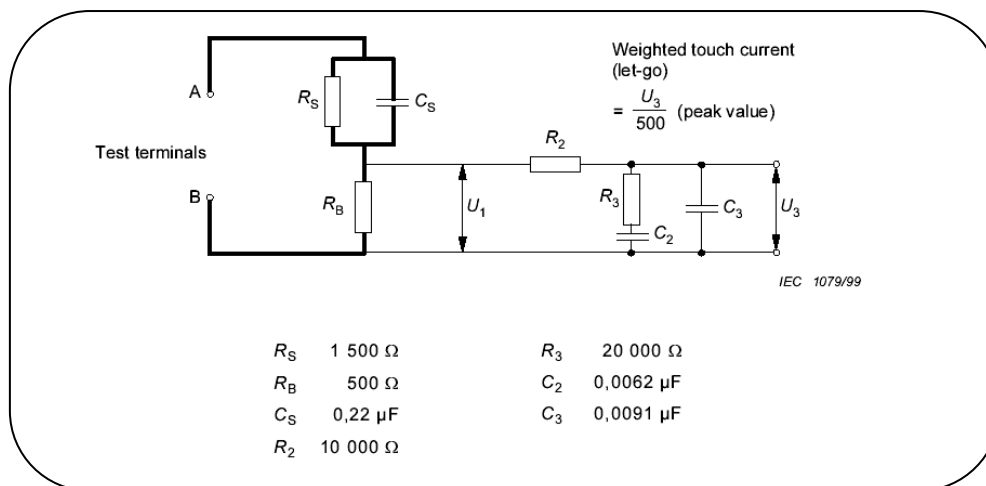 Weighted touch current
(let-go)
= U3/500 (peak value)
A
RS
CS
Test terminals
R2
B
RB
U1
R3
C2
C3
U3
IEC 1079/99
RS 1 500 Ω
R3 20 000 Ω
RB 500 Ω
C2 0,0062 µF
CS 0,22 µF
C3 0,0091 µF
R2 10 000 Ω